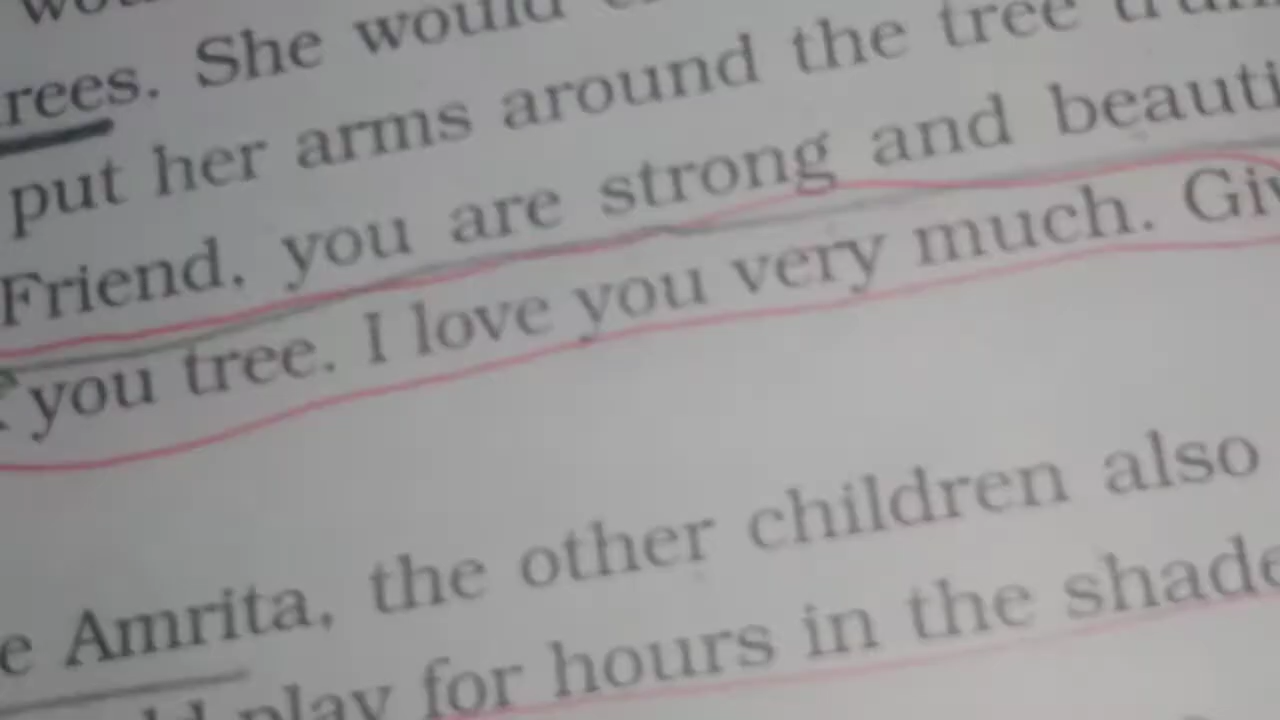 rees. She would
put her arms around the tree
Friend, you are strong and beauti
you tree. I love you very much. Giv
e Amrita, the other children also
play for hours in the shade